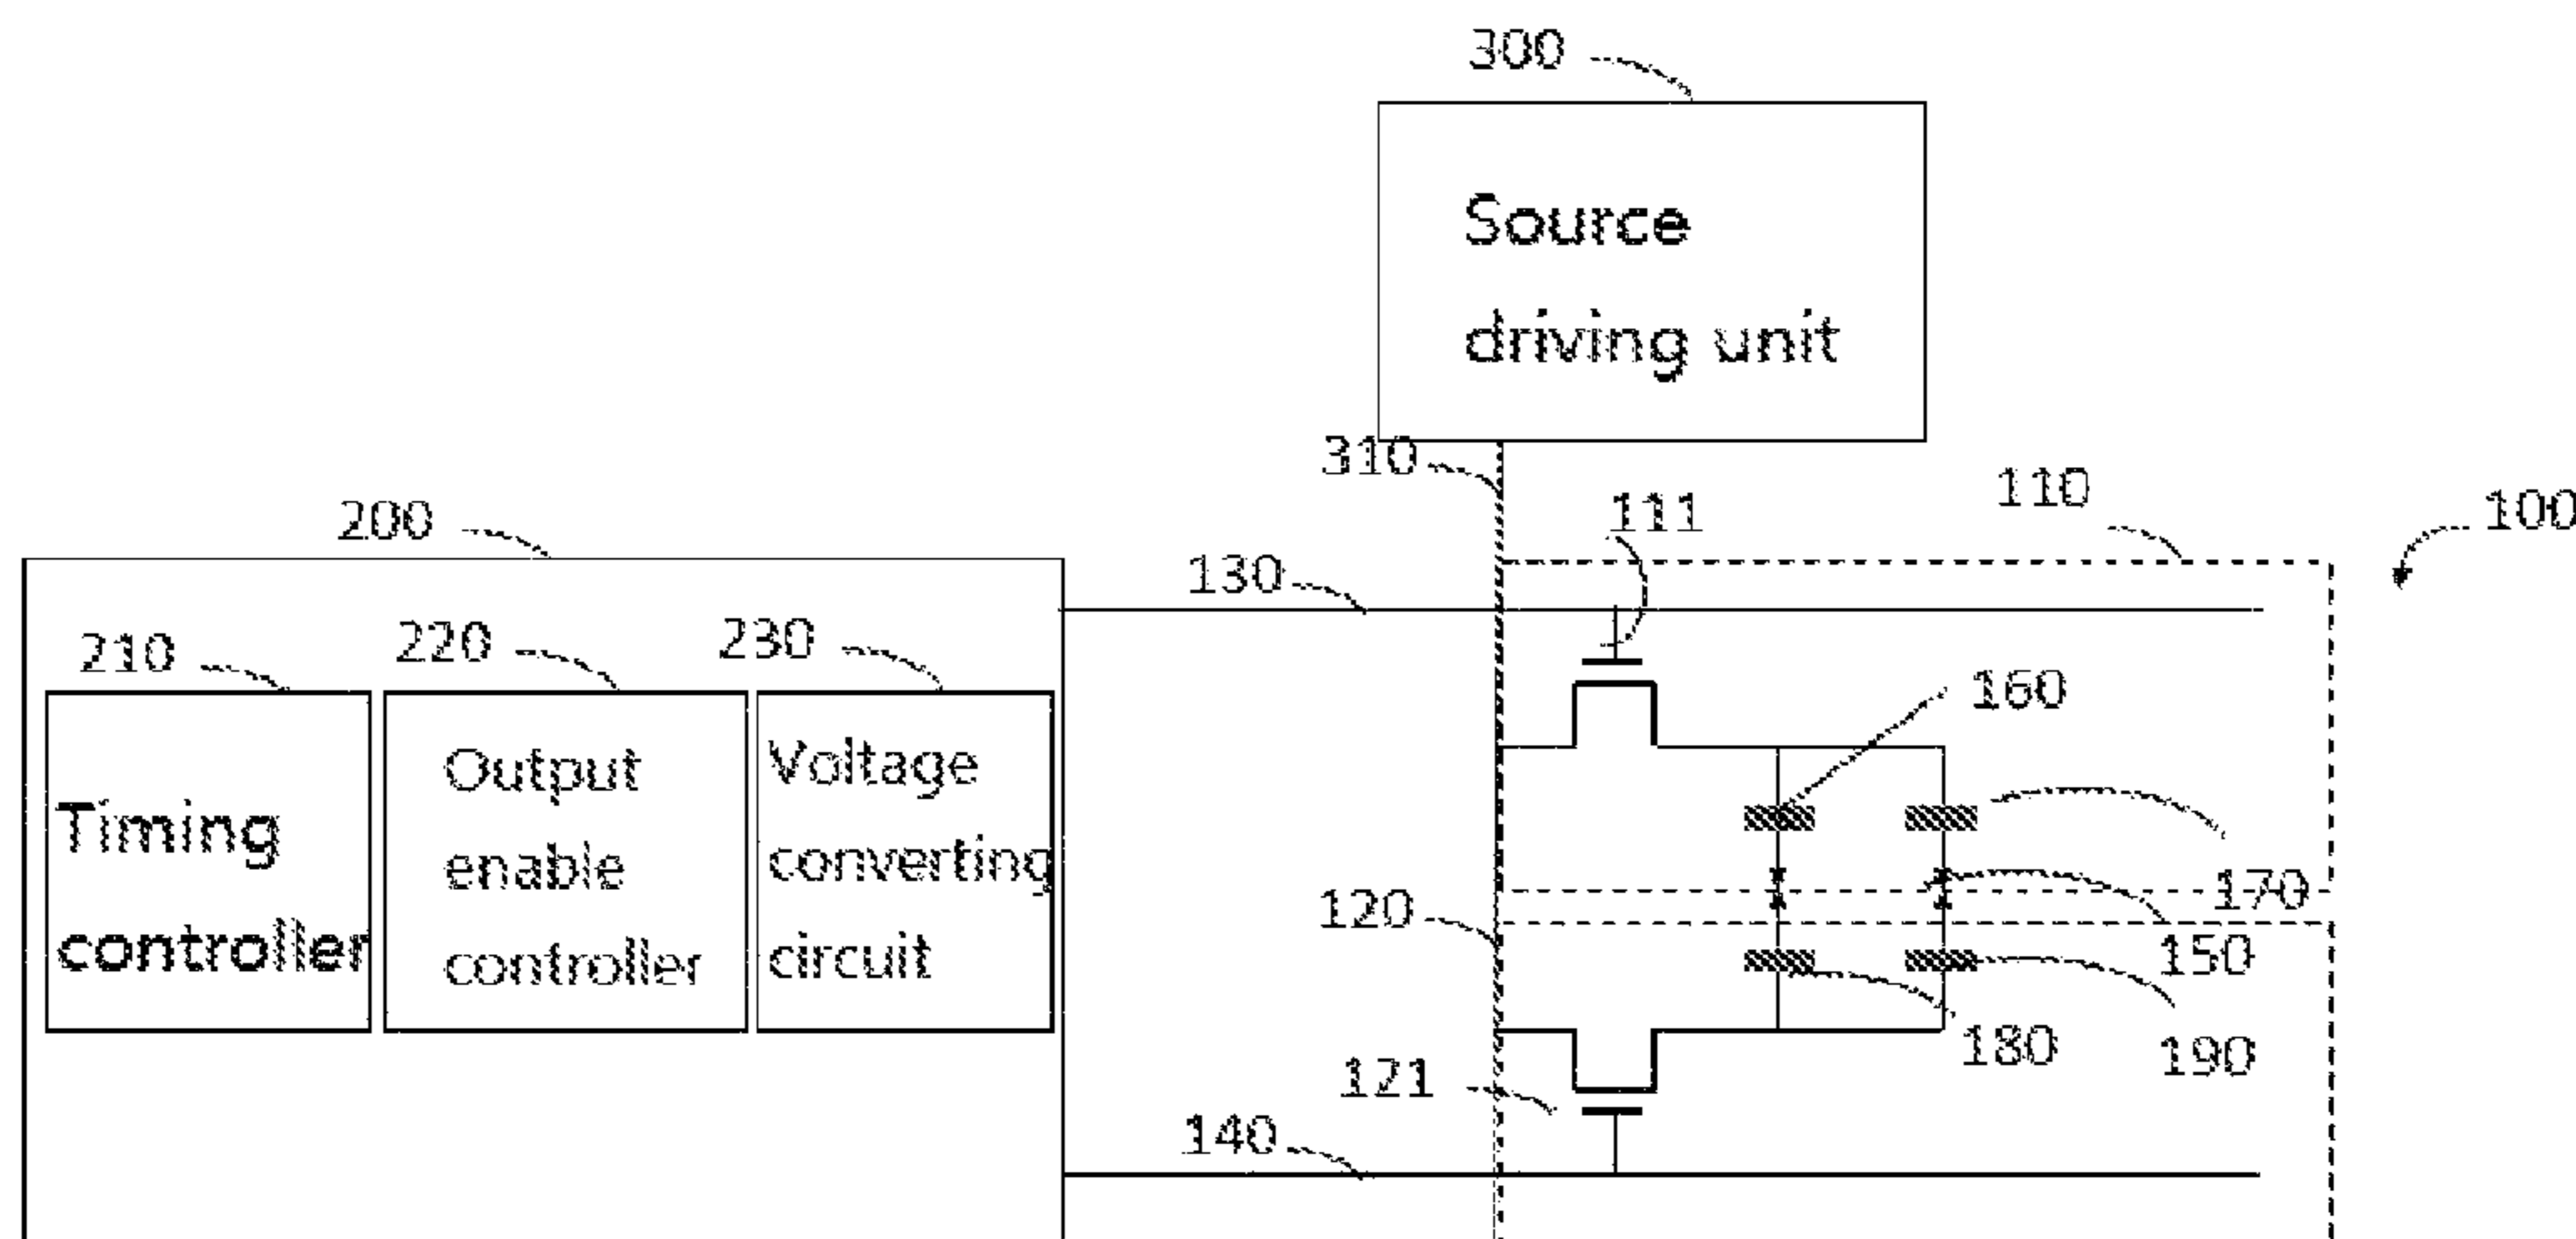 300
Source
driving unit
310
110
100
111
200
130
210
220
230
160
Timing
controller
Output
enable
controller
Voltage
converting
circuit
170
120
150
180
190
121
140